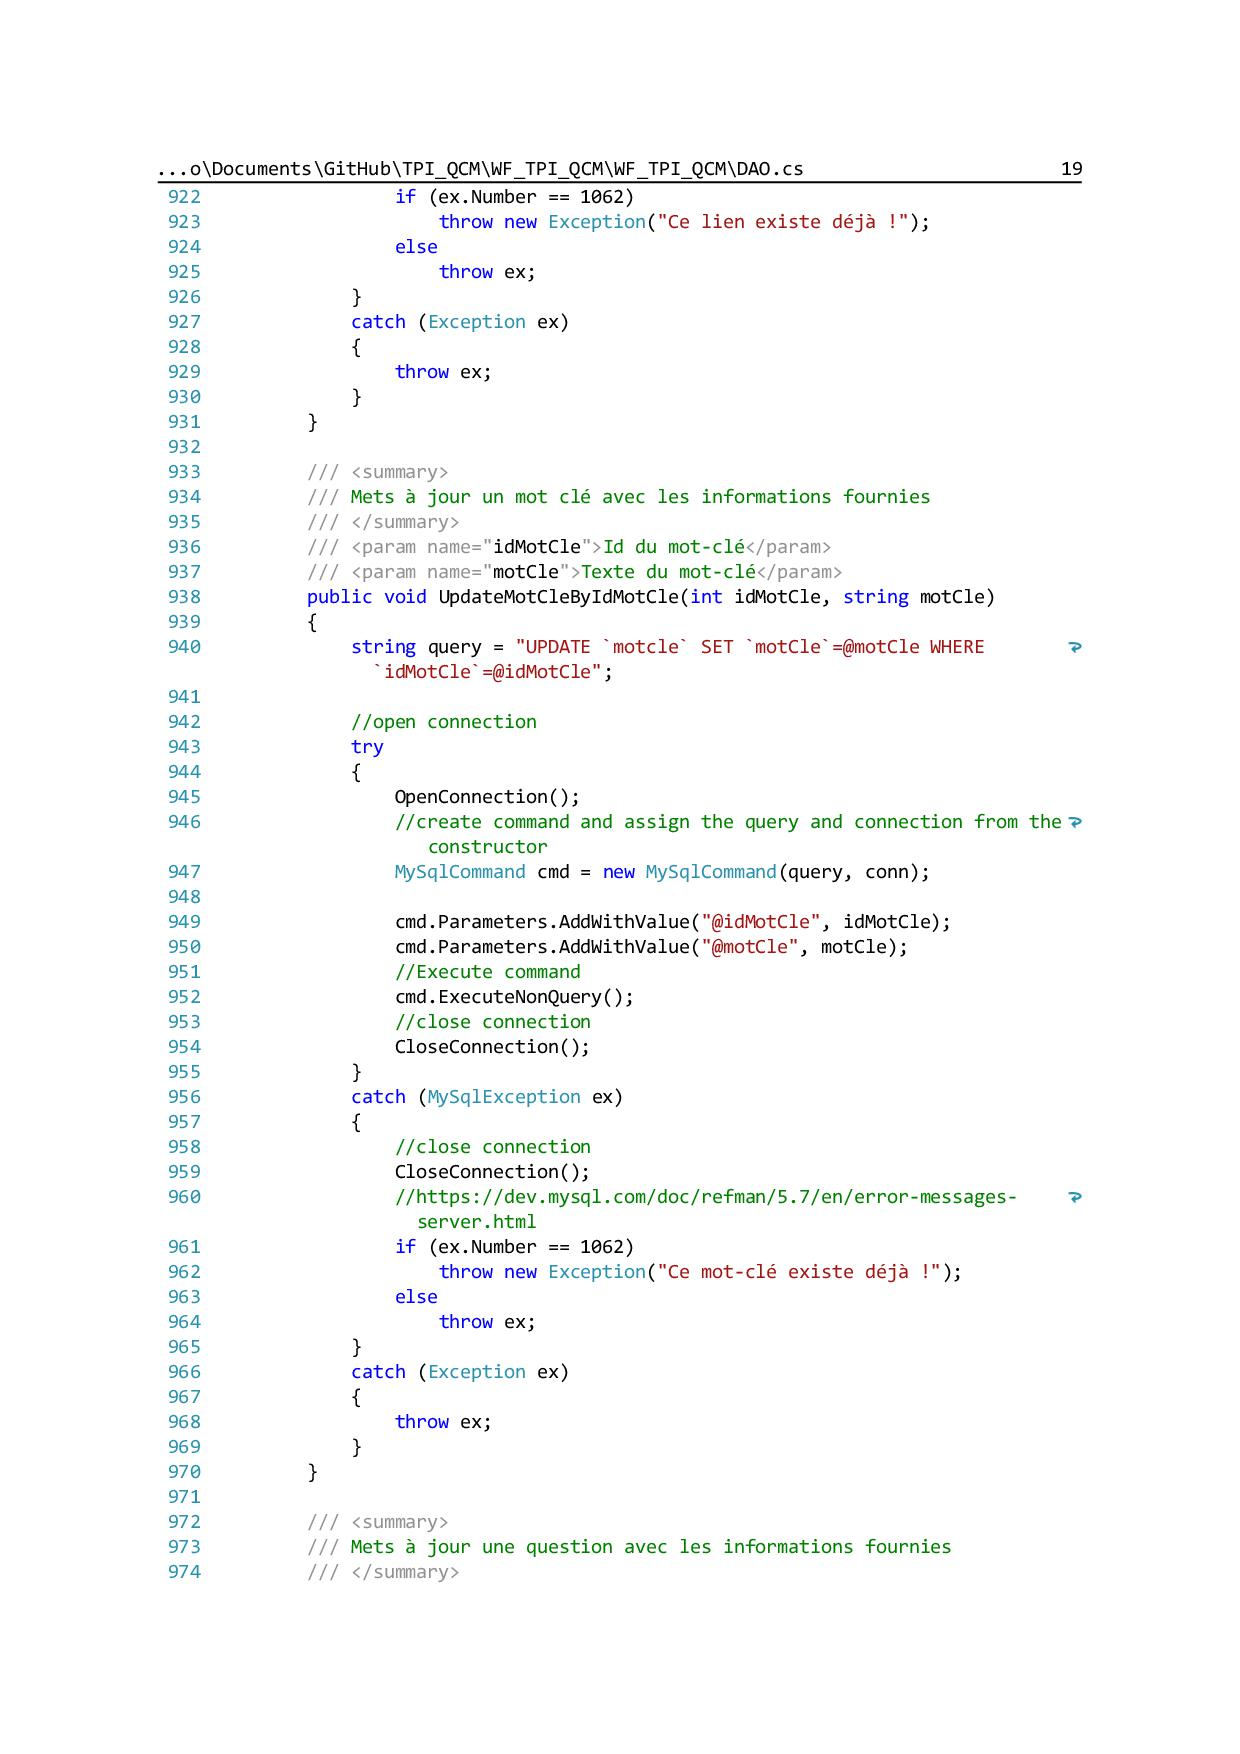 ...o\Documents\GitHub\TPI_QCM\WF_TPI_QCM\WF_TPI_QCM\DAO.cs 19
922 if (ex.Number == 1062)
923 throw new Exception("Ce lien existe déjà !");
924 else
925 throw ex;
926 }
927 catch (Exception ex)
928 {
929 throw ex;
930 }
931 }
932
933 /// <summary>
934 /// Mets à jour un mot clé avec les informations fournies
935 /// </summary>
936 /// <param name="idMotCle">Id du mot-clé</param>
937 /// <param name="motCle">Texte du mot-clé</param>
938 public void UpdateMotCleByIdMotCle(int idMotCle, string motCle)
939 {
940 string query = "UPDATE `motcle` SET `motCle`=@motCle WHERE
`idMotCle`=@idMotCle";
941
942 //open connection
943 try
944 {
945 OpenConnection();
946 //create command and assign the query and connection from the
constructor
947 MySqlCommand cmd = new MySqlCommand(query, conn);
948
949 cmd.Parameters.AddWithValue("@idMotCle", idMotCle);
950 cmd.Parameters.AddWithValue("@motCle", motCle);
951 //Execute command
952 cmd.ExecuteNonQuery();
953 //close connection
954 CloseConnection();
955 }
956 catch (MySqlException ex)
957 {
958 //close connection
959 CloseConnection();
960 //https://dev.mysql.com/doc/refman/5.7/en/error-messages-
server.html
961 if (ex.Number == 1062)
962 throw new Exception("Ce mot-clé existe déjà !");
963 else
964 throw ex;
965 }
966 catch (Exception ex)
967 {
968 throw ex;
969 }
970 }
971
972 /// <summary>
973 /// Mets à jour une question avec les informations fournies
974 /// </summary>